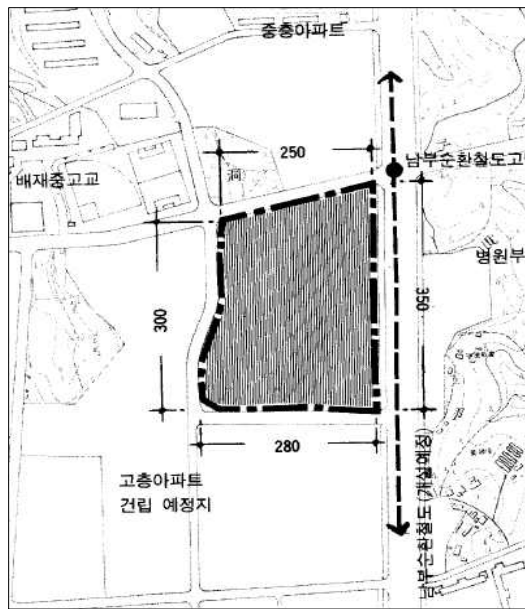 중층아파트
250
남부순환철도고
배재중고교
洞
병원부
300
350
280
고층아파트
건립 예정지
남부순환철도 (개설예정)